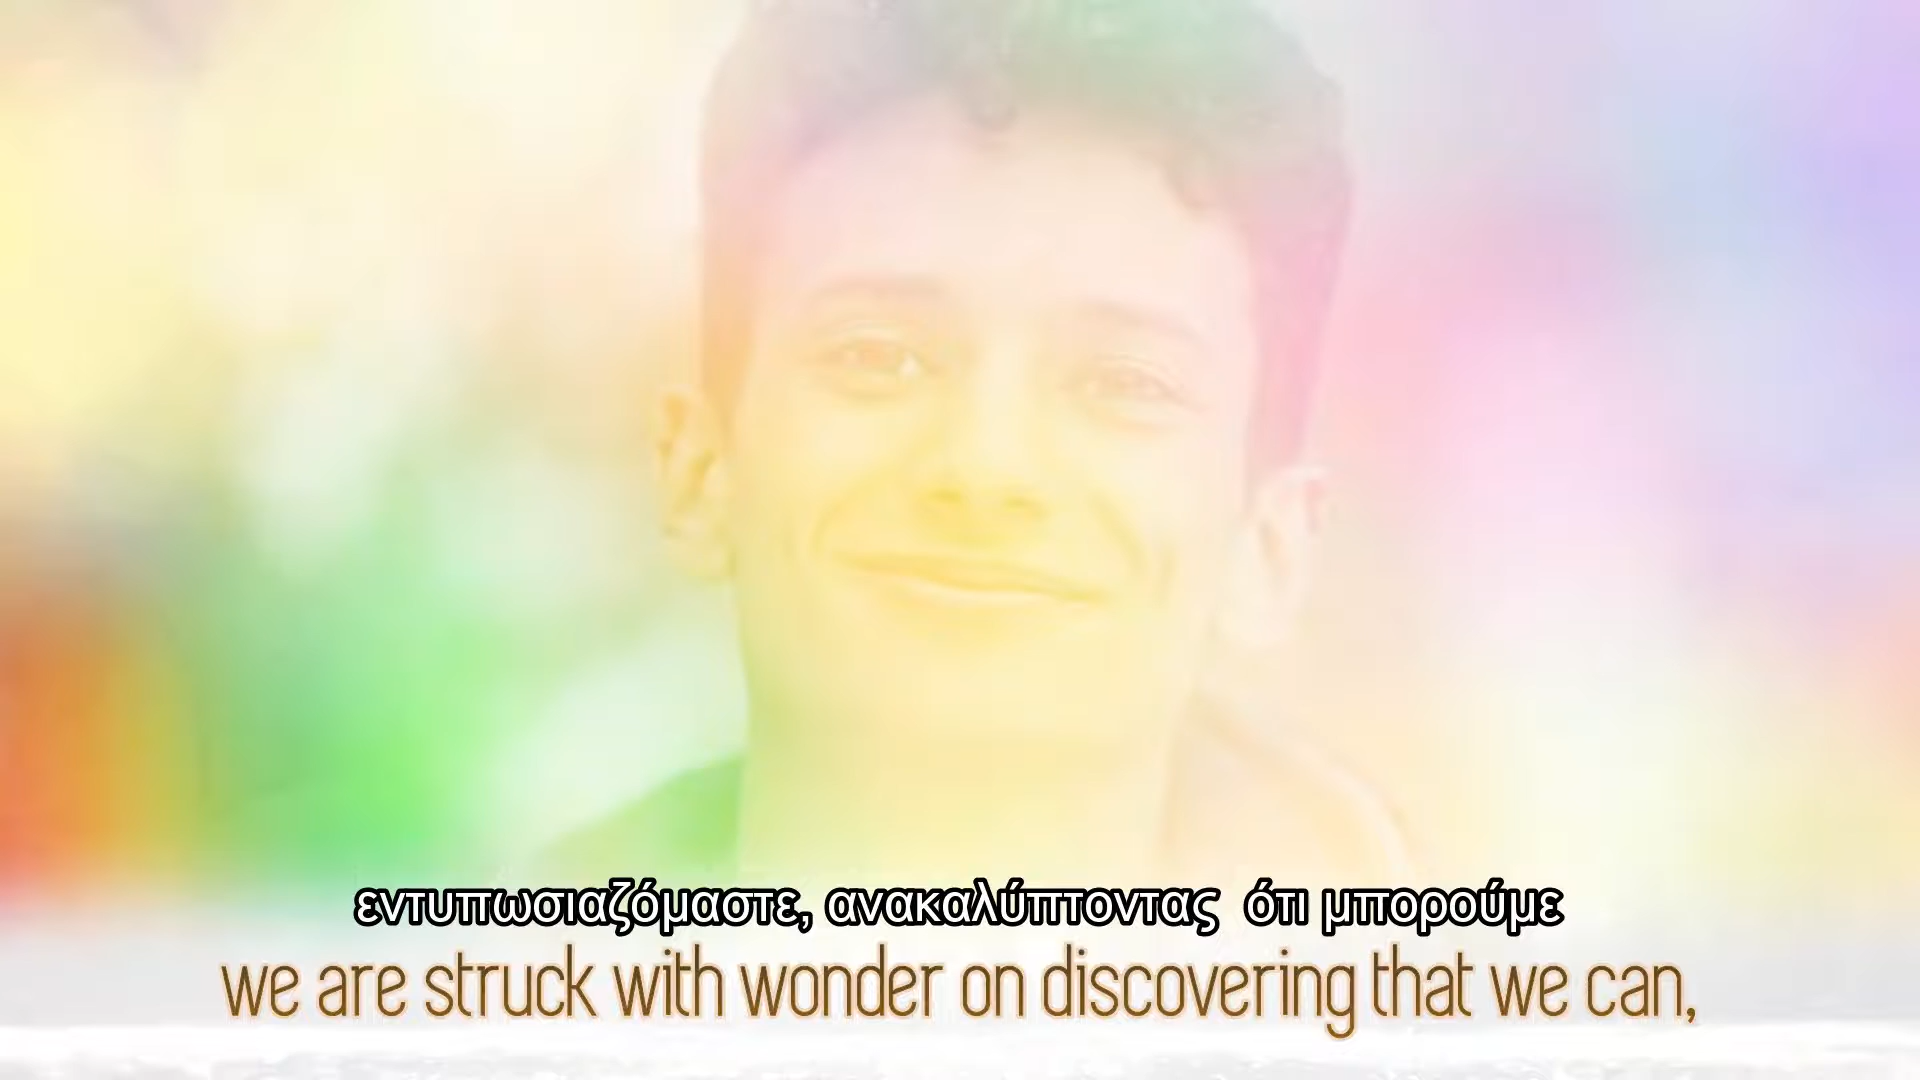 εντυπωσιαζόμαστε, ανακαλύπτοντας  ότι μπορούμε
we are struck with wonder on discovering that we can,